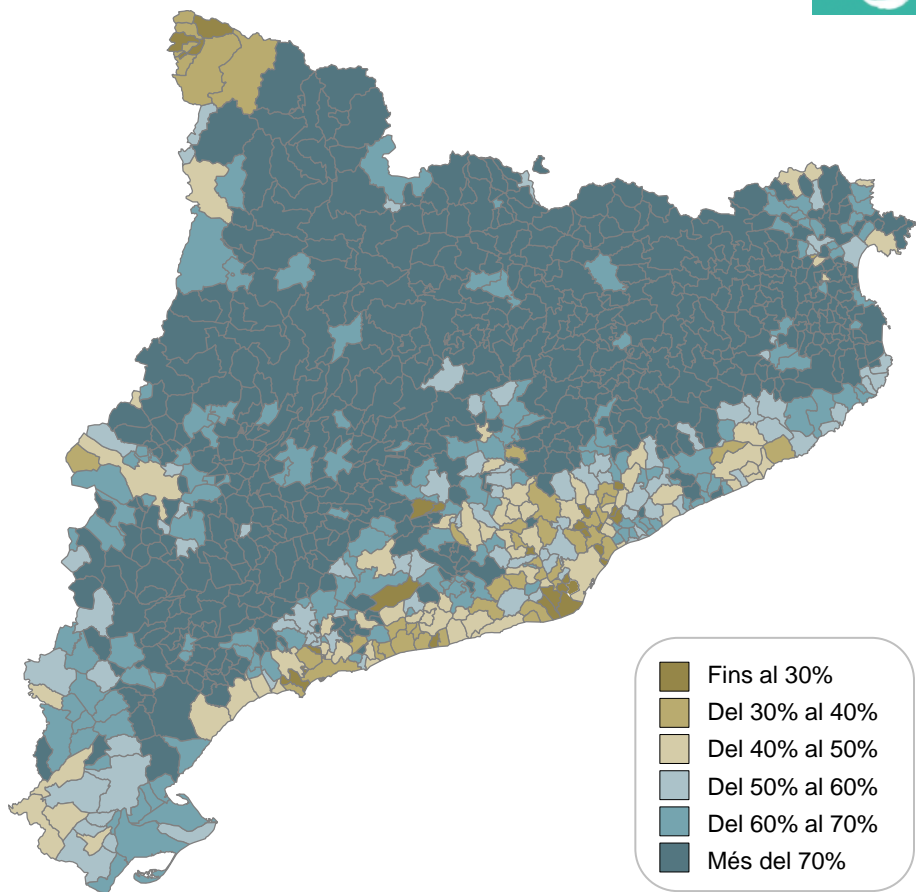 Fins al 30%
Del 30% al 40%
Del 40% al 50%
Del 50% al 60%
Del 60% al 70%
Més del 70%